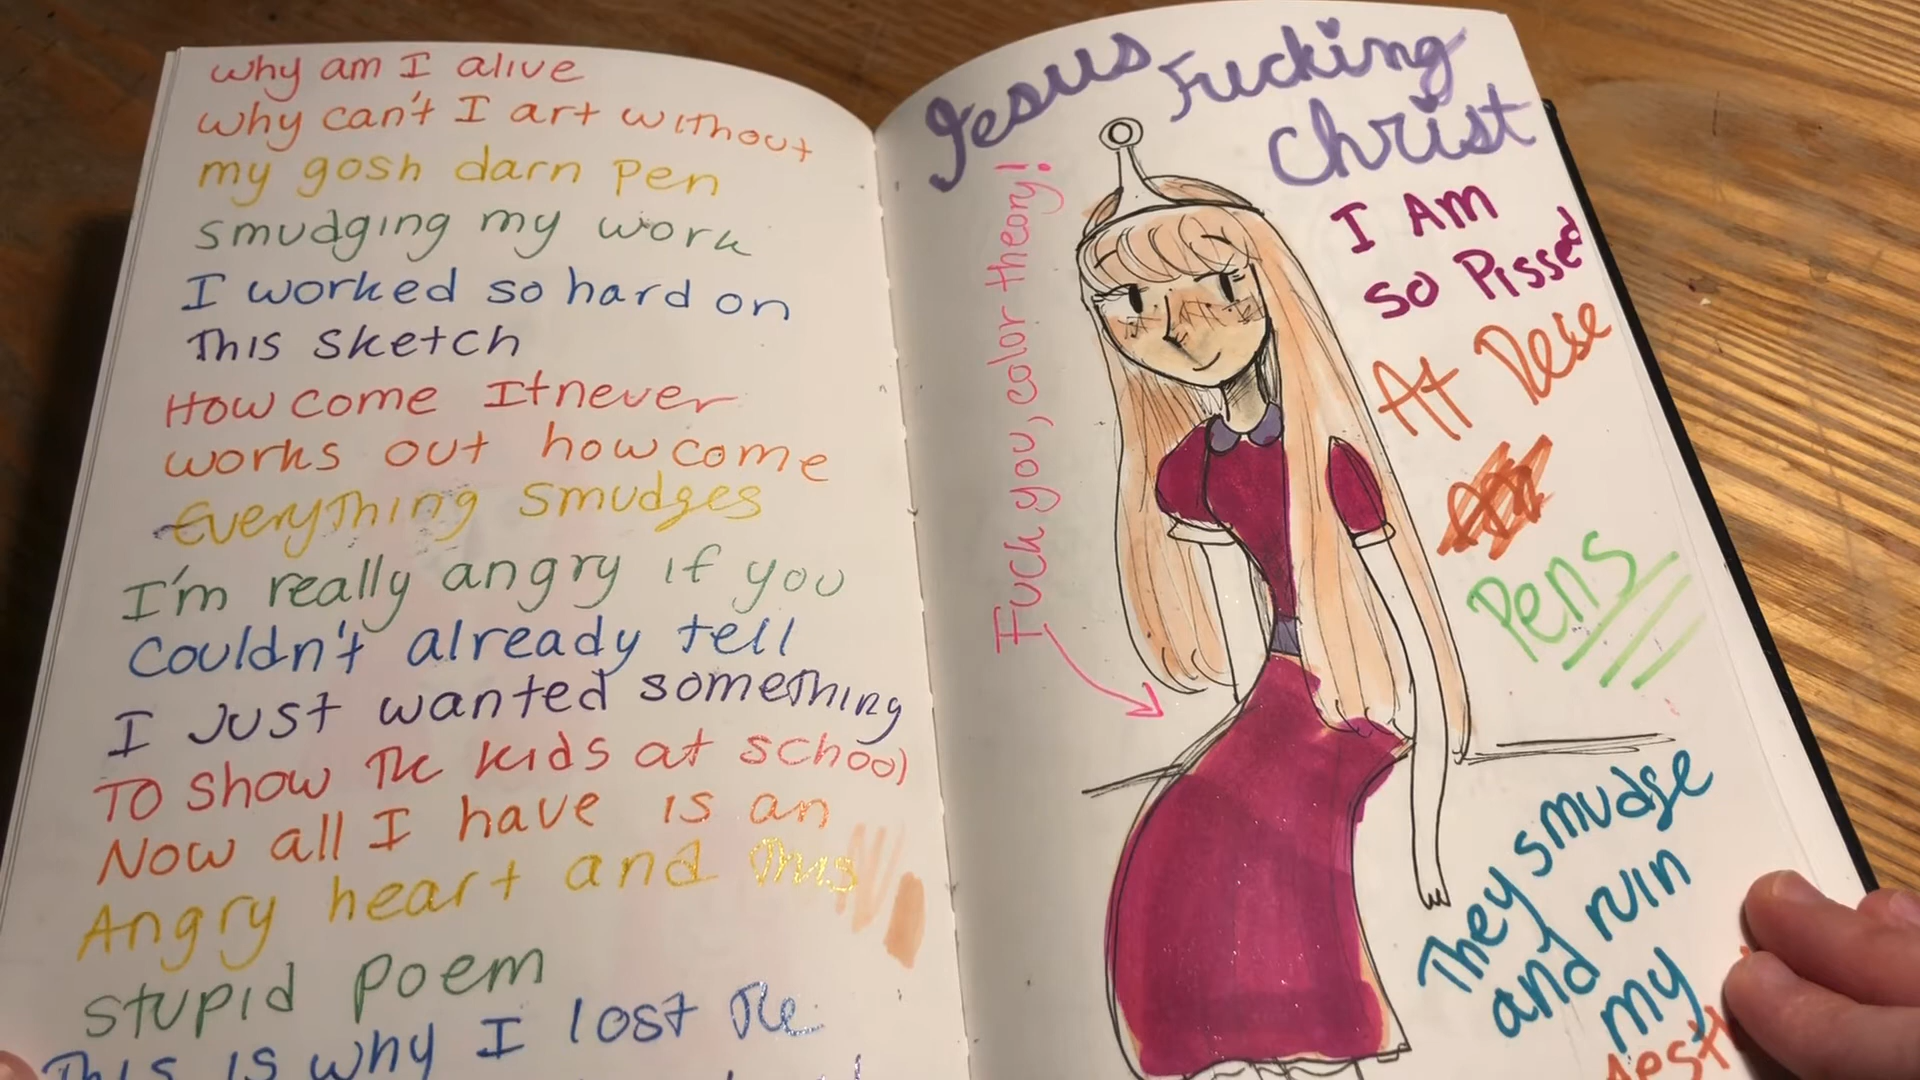 why am I alive
why can't I art without
my gosh darn pen
smudging my work
I worked so hard on
This sketch
How come It never
works out how come
Everything smudges
I'm really angry if you
Couldn't already tell
I Just wanted something
To show The kids at school
Now all I have is an
Angry heart and This
stupid poem
This is why I lost The
Jesus Fucking
Christ
Fuck you, color theory!
I AM
so Pissed
At Dese
Pens
They smudge
and ruin
my